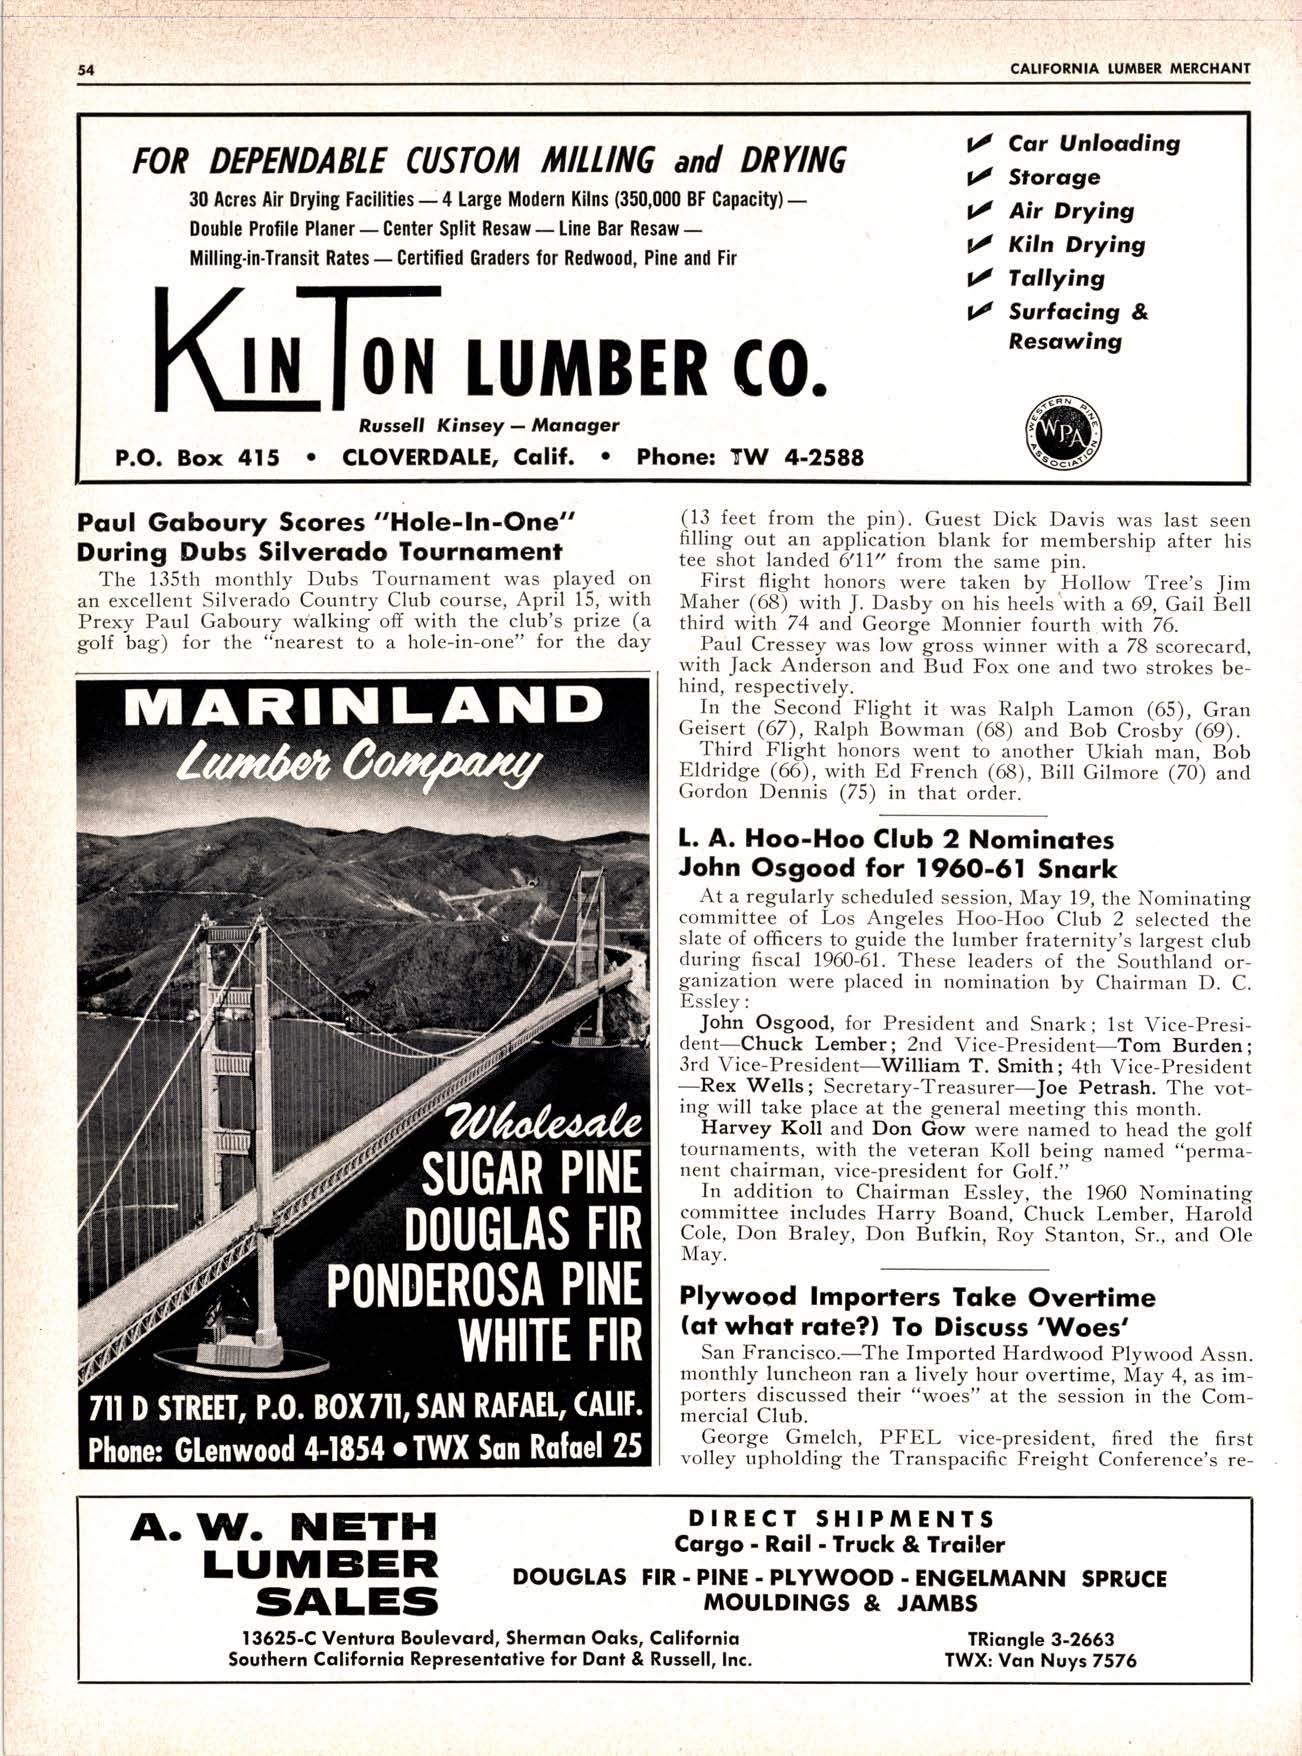 54
CALIFORNIA LUMBER MERCHANT
FOR DEPENDABLE CUSTOM MILLING and DRYING
30 Acres Air Drying Facilities — 4 Large Modern Kilns (350,000 BF Capacity) —
Double Profile Planer — Center Split Resaw — Line Bar Resaw —
Milling-in-Transit Rates — Certified Graders for Redwood, Pine and Fir
KINTON LUMBER CO.
Russell Kinsey — Manager
P.O. Box 415 • CLOVERDALE, Calif. • Phone: TW 4-2588
✔ Car Unloading
✔ Storage
✔ Air Drying
✔ Kiln Drying
✔ Tallying
✔ Surfacing &
Resawing
WESTERN PINE
WPA
ASSOCIATION
Paul Gaboury Scores "Hole-In-One"
During Dubs Silverado Tournament
The 135th monthly Dubs Tournament was played on
an excellent Silverado Country Club course, April 15, with
Prexy Paul Gaboury walking off with the club's prize (a
golf bag) for the "nearest to a hole-in-one" for the day
(13 feet from the pin). Guest Dick Davis was last seen
filling out an application blank for membership after his
tee shot landed 6'11" from the same pin.
First flight honors were taken by Hollow Tree's Jim
Maher (68) with J. Dasby on his heels with a 69, Gail Bell
third with 74 and George Monnier fourth with 76.
Paul Cressey was low gross winner with a 78 scorecard,
with Jack Anderson and Bud Fox one and two strokes be-
hind, respectively.
In the Second Flight it was Ralph Lamon (65), Gran
Geisert (67), Ralph Bowman (68) and Bob Crosby (69).
Third Flight honors went to another Ukiah man, Bob
Eldridge (66), with Ed French (68), Bill Gilmore (70) and
Gordon Dennis (75) in that order.
L. A. Hoo-Hoo Club 2 Nominates
John Osgood for 1960-61 Snark
At a regularly scheduled session, May 19, the Nominating
committee of Los Angeles Hoo-Hoo Club 2 selected the
slate of officers to guide the lumber fraternity's largest club
during fiscal 1960-61. These leaders of the Southland or-
ganization were placed in nomination by Chairman D. C.
Essley:
John Osgood, for President and Snark; 1st Vice-Presi-
dent—Chuck Lember; 2nd Vice-President—Tom Burden;
3rd Vice-President—William T. Smith; 4th Vice-President
—Rex Wells; Secretary-Treasurer—Joe Petrash. The vot-
ing will take place at the general meeting this month.
Harvey Koll and Don Gow were named to head the golf
tournaments, with the veteran Koll being named "perma-
nent chairman, vice-president for Golf."
In addition to Chairman Essley, the 1960 Nominating
committee includes Harry Boand, Chuck Lember, Harold
Cole, Don Braley, Don Bufkin, Roy Stanton, Sr., and Ole
May.
Plywood Importers Take Overtime
(at what rate?) To Discuss 'Woes'
San Francisco.—The Imported Hardwood Plywood Assn.
monthly luncheon ran a lively hour overtime, May 4, as im-
porters discussed their "woes" at the session in the Com-
mercial Club.
George Gmelch, PFEL vice-president, fired the first
volley upholding the Transpacific Freight Conference's re-
MARINLAND
Lumber Company
Wholesale
SUGAR PINE
DOUGLAS FIR
PONDEROSA PINE
WHITE FIR
711 D STREET, P.O. BOX 711, SAN RAFAEL, CALIF.
Phone: GLenwood 4-1854 • TWX San Rafael 25
A. W. NETH
LUMBER
SALES
DIRECT SHIPMENTS
Cargo - Rail - Truck & Trailer
DOUGLAS FIR - PINE - PLYWOOD - ENGELMANN SPRUCE
MOULDINGS & JAMBS
13625-C Ventura Boulevard, Sherman Oaks, California
Southern California Representative for Dant & Russell, Inc.
TRiangle 3-2663
TWX: Van Nuys 7576